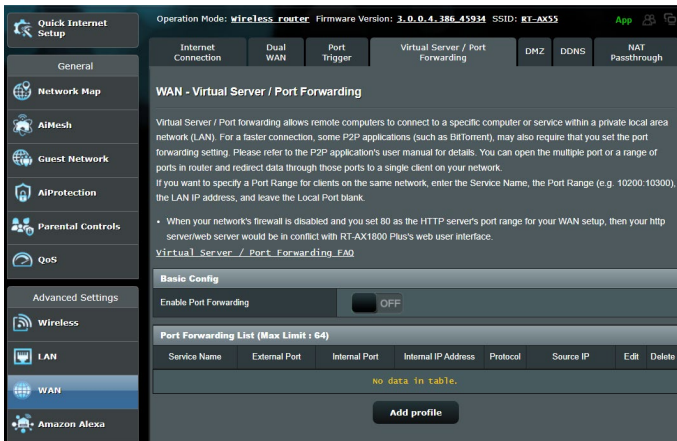 Quick Internet
Setup
General
Network Map
AiMesh
Guest Network
AiProtection
Parental Controls
QoS
Advanced Settings
Wireless
LAN
WAN
Amazon Alexa
Operation Mode: Wireless router Firmware Version: 3.0.0.4.386_45934 SSID: RT-AX55
App
Internet
Connection
Dual
WAN
Port
Trigger
Virtual Server / Port
Forwarding
DMZ
DDNS
NAT
Passthrough
WAN - Virtual Server / Port Forwarding
Virtual Server / Port forwarding allows remote computers to connect to a specific computer or service within a private local area
network (LAN). For a faster connection, some P2P applications (such as BitTorrent), may also require that you set the port
forwarding setting. Please refer to the P2P application's user manual for details. You can open the multiple port or a range of
ports in router and redirect data through those ports to a single client on your network.
If you want to specify a Port Range for clients on the same network, enter the Service Name, the Port Range (e.g. 10200:10300),
the LAN IP address, and leave the Local Port blank.
• When your network's firewall is disabled and you set 80 as the HTTP server's port range for your WAN setup, then your http
server/web server would be in conflict with RT-AX1800 Plus's web user interface.
Virtual Server / Port Forwarding FAQ
Basic Config
Enable Port Forwarding
OFF
Port Forwarding List (Max Limit : 64)
Service Name External Port Internal Port Internal IP Address Protocol Source IP Edit Delete
No data in table.
Add profile